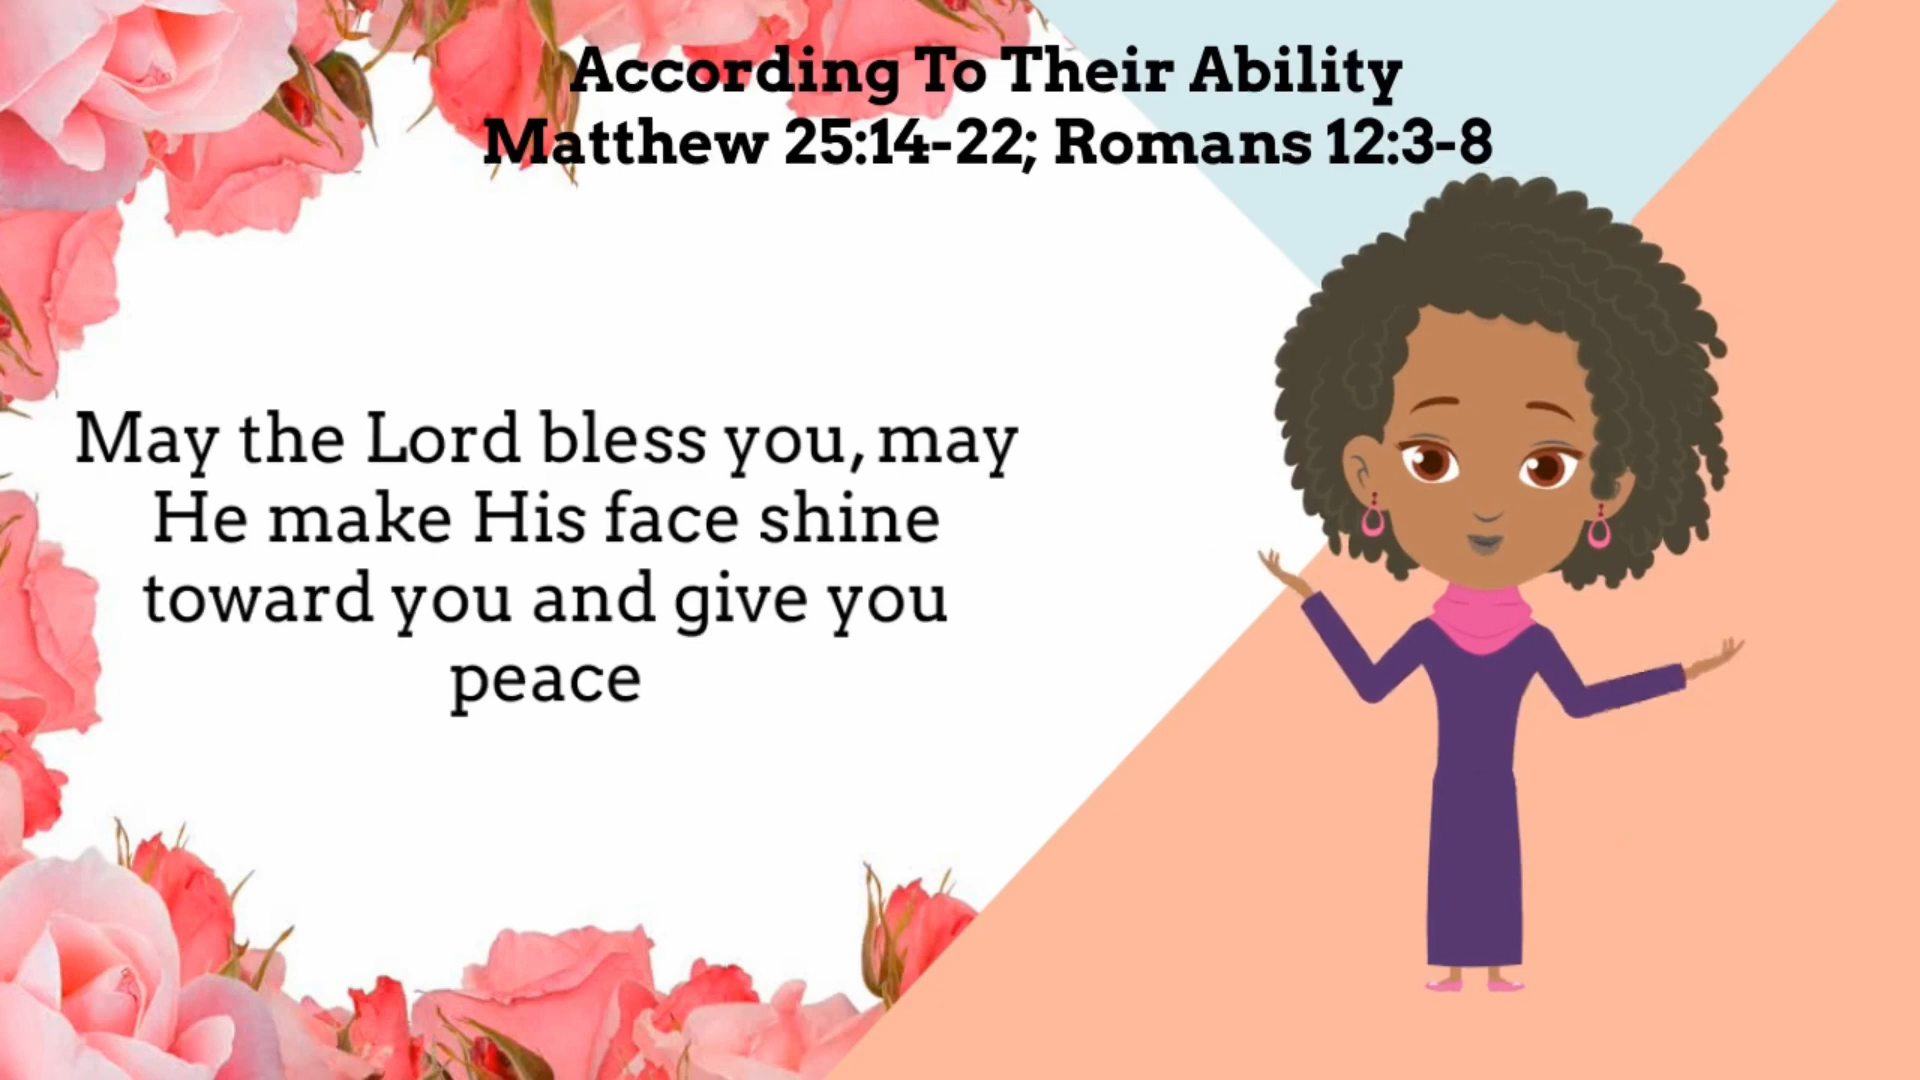 According To Their Ability
Matthew 25:14-22; Romans 12:3-8
May the Lord bless you, may
He make His face shine
toward you and give you
peace